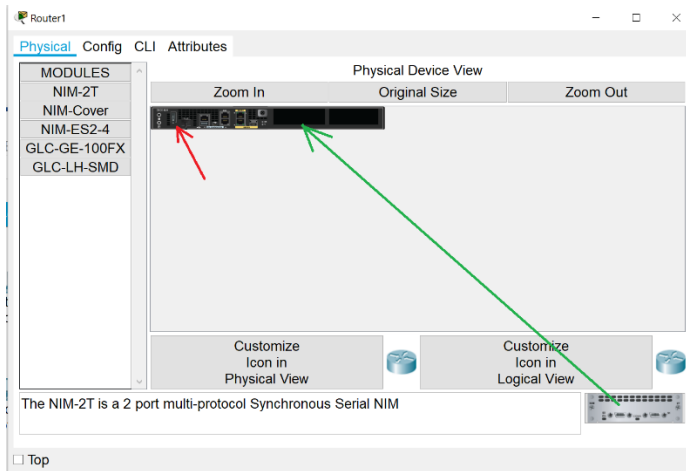 Router1
Physical Config CLI Attributes
MODULES
NIM-2T
NIM-Cover
NIM-ES2-4
GLC-GE-100FX
GLC-LH-SMD
Physical Device View
Zoom In Original Size Zoom Out
Customize
Icon in
Physical View
Customize
Icon in
Logical View
The NIM-2T is a 2 port multi-protocol Synchronous Serial NIM
Top